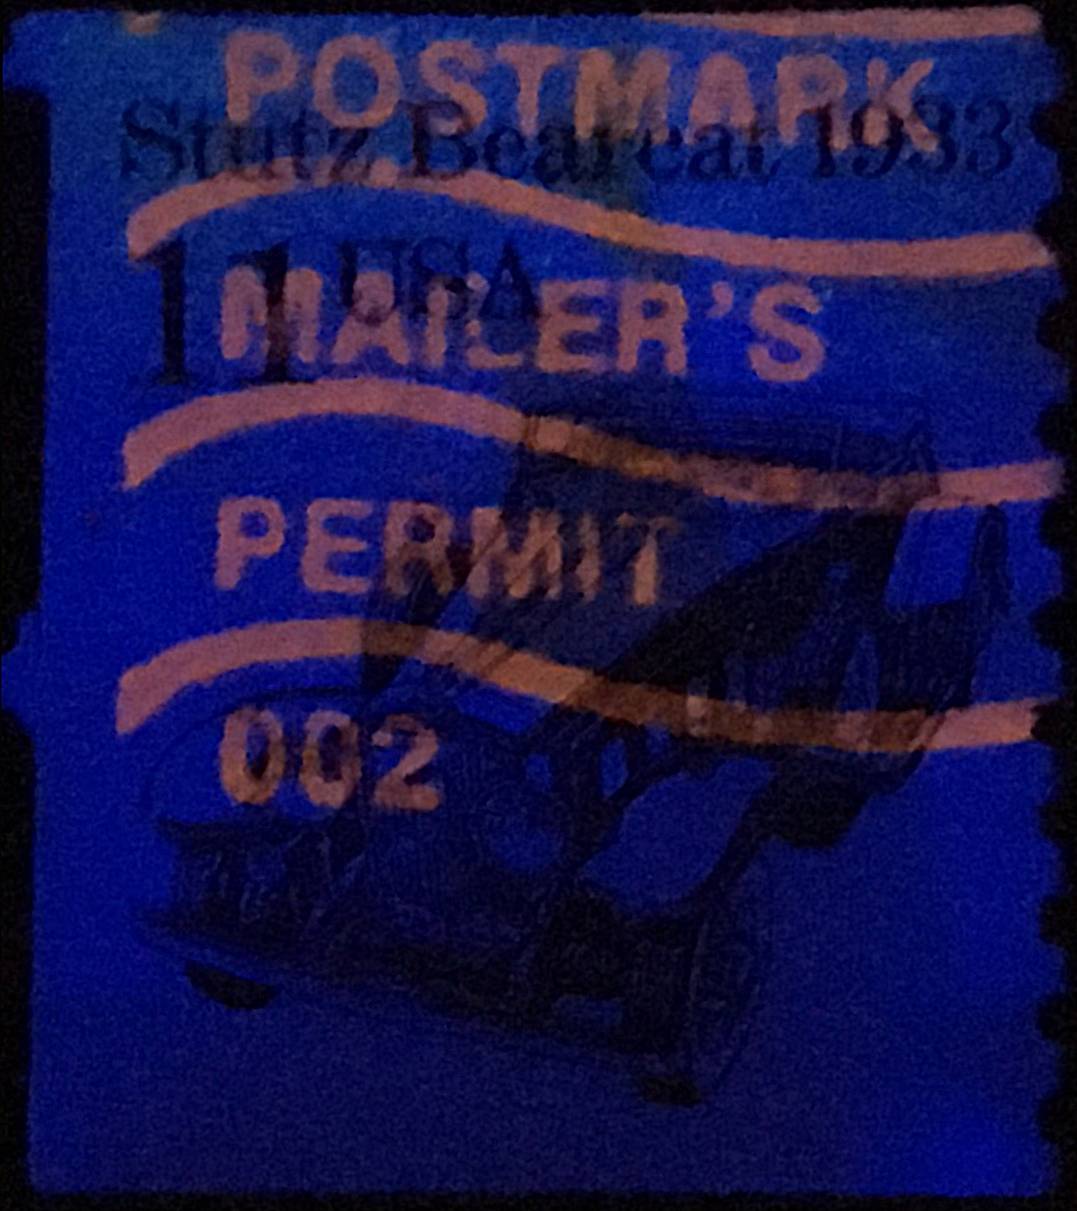 POSTMARK
Stutz Bearcat 1933
11 USA
MAILER'S
PERMIT
002